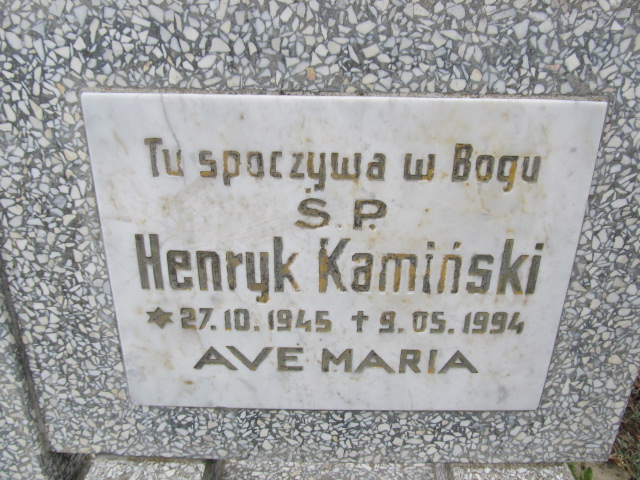 Tu spoczywa w Bogu
Ś.P.
Henryk Kamiński
✶27.10.1945 ✝9.05.1994
AVE MARIA